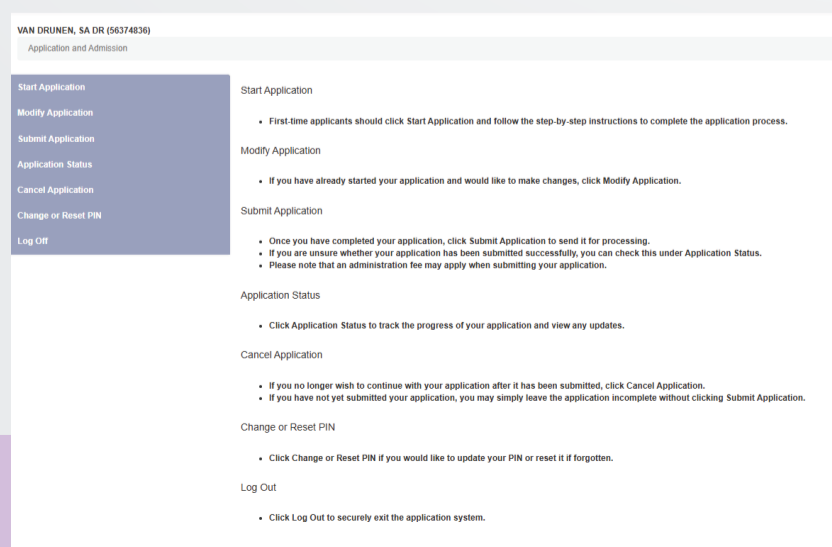 VAN DRUNEN, SA DR (56374836)
Application and Admission
Start Application
Modify Application
Submit Application
Application Status
Cancel Application
Change or Reset PIN
Log Off
Start Application
• First-time applicants should click Start Application and follow the step-by-step instructions to complete the application process.
Modify Application
• If you have already started your application and would like to make changes, click Modify Application.
Submit Application
• Once you have completed your application, click Submit Application to send it for processing.
• If you are unsure whether your application has been submitted successfully, you can check this under Application Status.
• Please note that an administration fee may apply when submitting your application.
Application Status
• Click Application Status to track the progress of your application and view any updates.
Cancel Application
• If you no longer wish to continue with your application after it has been submitted, click Cancel Application.
• If you have not yet submitted your application, you may simply leave the application incomplete without clicking Submit Application.
Change or Reset PIN
• Click Change or Reset PIN if you would like to update your PIN or reset it if forgotten.
Log Out
• Click Log Out to securely exit the application system.